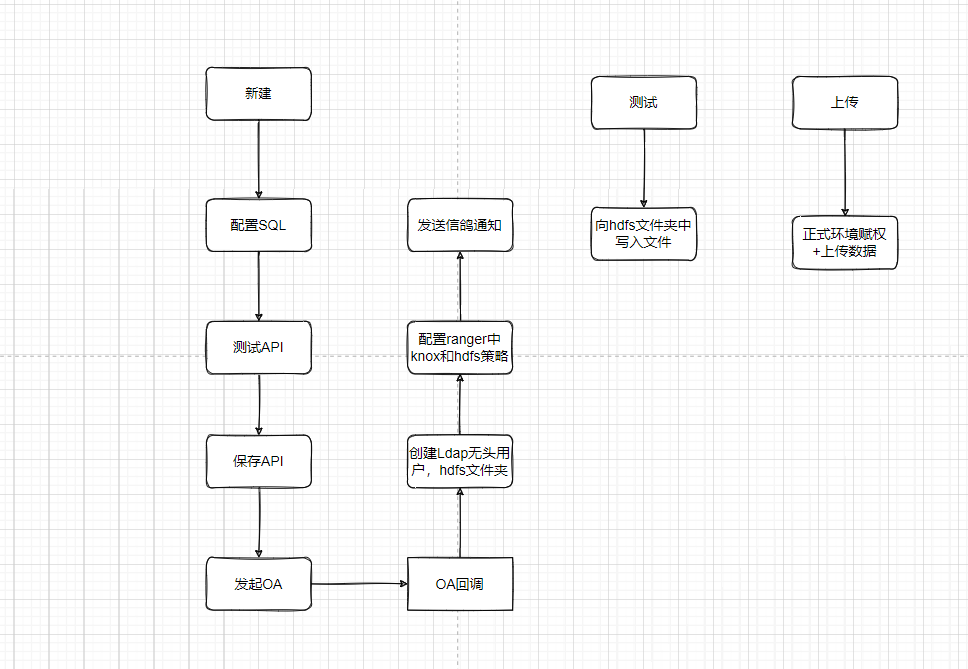 新建
配置SQL
测试API
保存API
发起OA
OA回调
创建Ldap无头用
户，hdfs文件夹
配置ranger中
knox和hdfs策略
发送信鸽通知
测试
向hdfs文件夹中
写入文件
上传
正式环境赋权
+上传数据